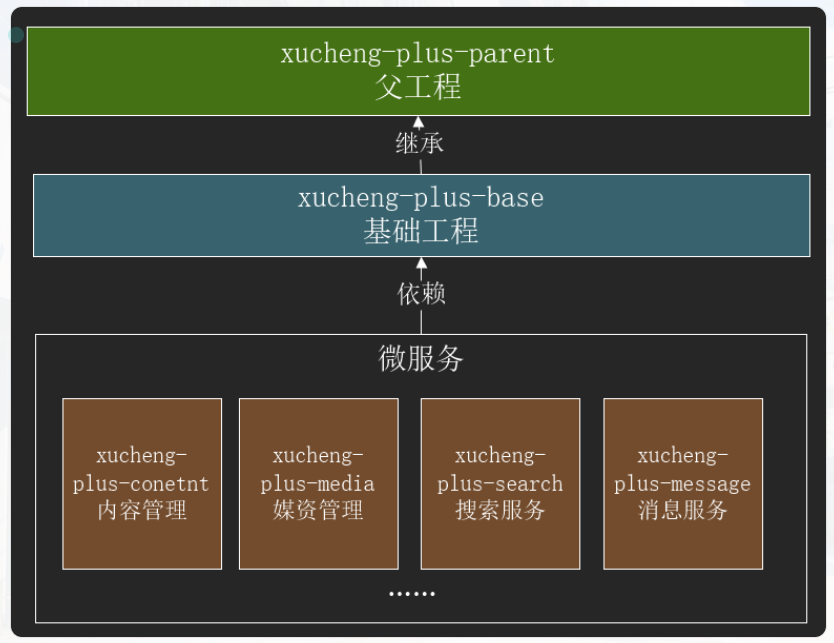 xucheng-plus-parent
父工程
继承
xucheng-plus-base
基础工程
依赖
微服务
xucheng-
plus-conetnt
内容管理
xucheng-
plus-media
媒资管理
xucheng-
plus-search
搜索服务
xucheng-
plus-message
消息服务
······